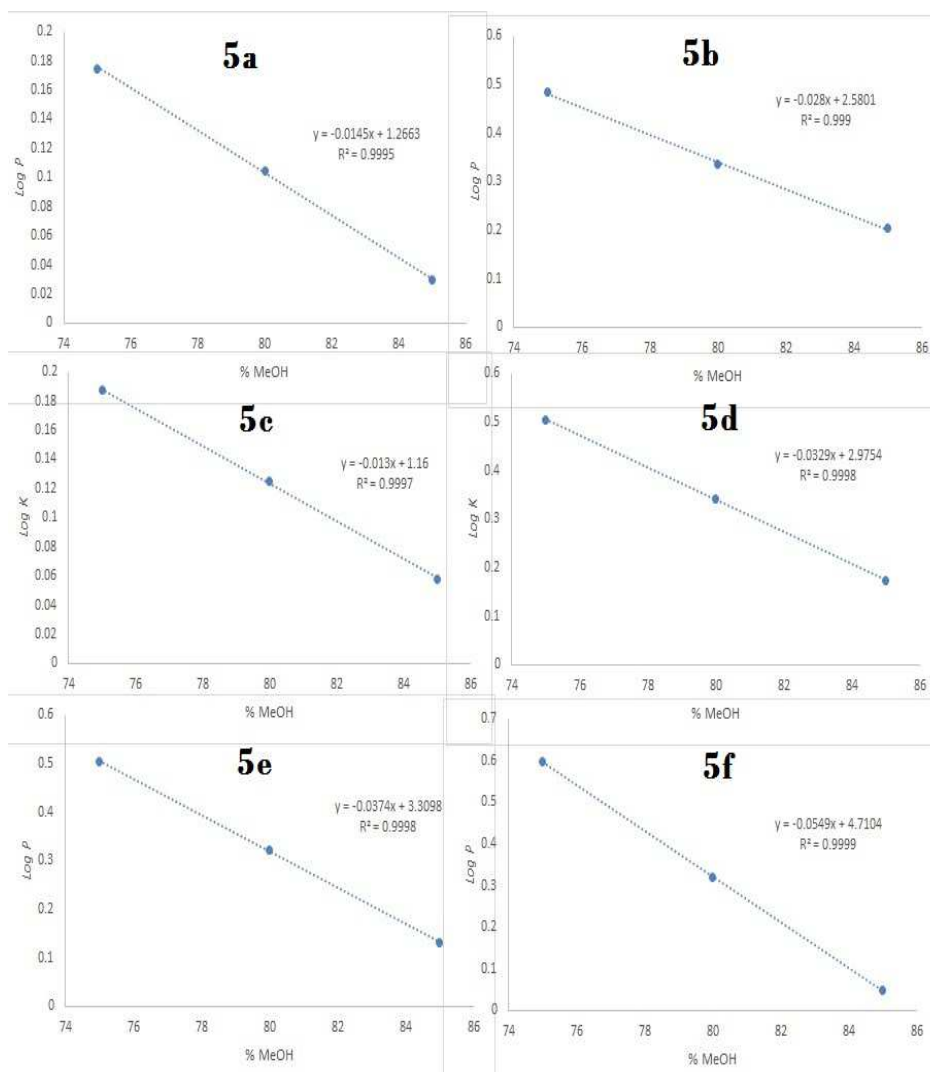 5a
y = -0.0145x + 1.2663
R² = 0.9995
Log P
0.2
0.18
0.16
0.14
0.12
0.1
0.08
0.06
0.04
0.02
0
74 76 78 80 82 84 86
% MeOH
5b
y = -0.028x + 2.5801
R² = 0.999
Log P
0.6
0.5
0.4
0.3
0.2
0.1
0
74 76 78 80 82 84 86
% MeOH
5c
y = -0.013x + 1.16
R² = 0.9997
Log K
0.2
0.18
0.16
0.14
0.12
0.1
0.08
0.06
0.04
0.02
0
74 76 78 80 82 84 86
% MeOH
5d
y = -0.0329x + 2.9754
R² = 0.9998
Log K
0.6
0.5
0.4
0.3
0.2
0.1
0
74 76 78 80 82 84 86
% MeOH
5e
y = -0.0374x + 3.3098
R² = 0.9998
Log P
0.6
0.5
0.4
0.3
0.2
0.1
0
74 76 78 80 82 84 86
% MeOH
5f
y = -0.0549x + 4.7104
R² = 0.9999
Log P
0.7
0.6
0.5
0.4
0.3
0.2
0.1
0
74 76 78 80 82 84 86
% MeOH